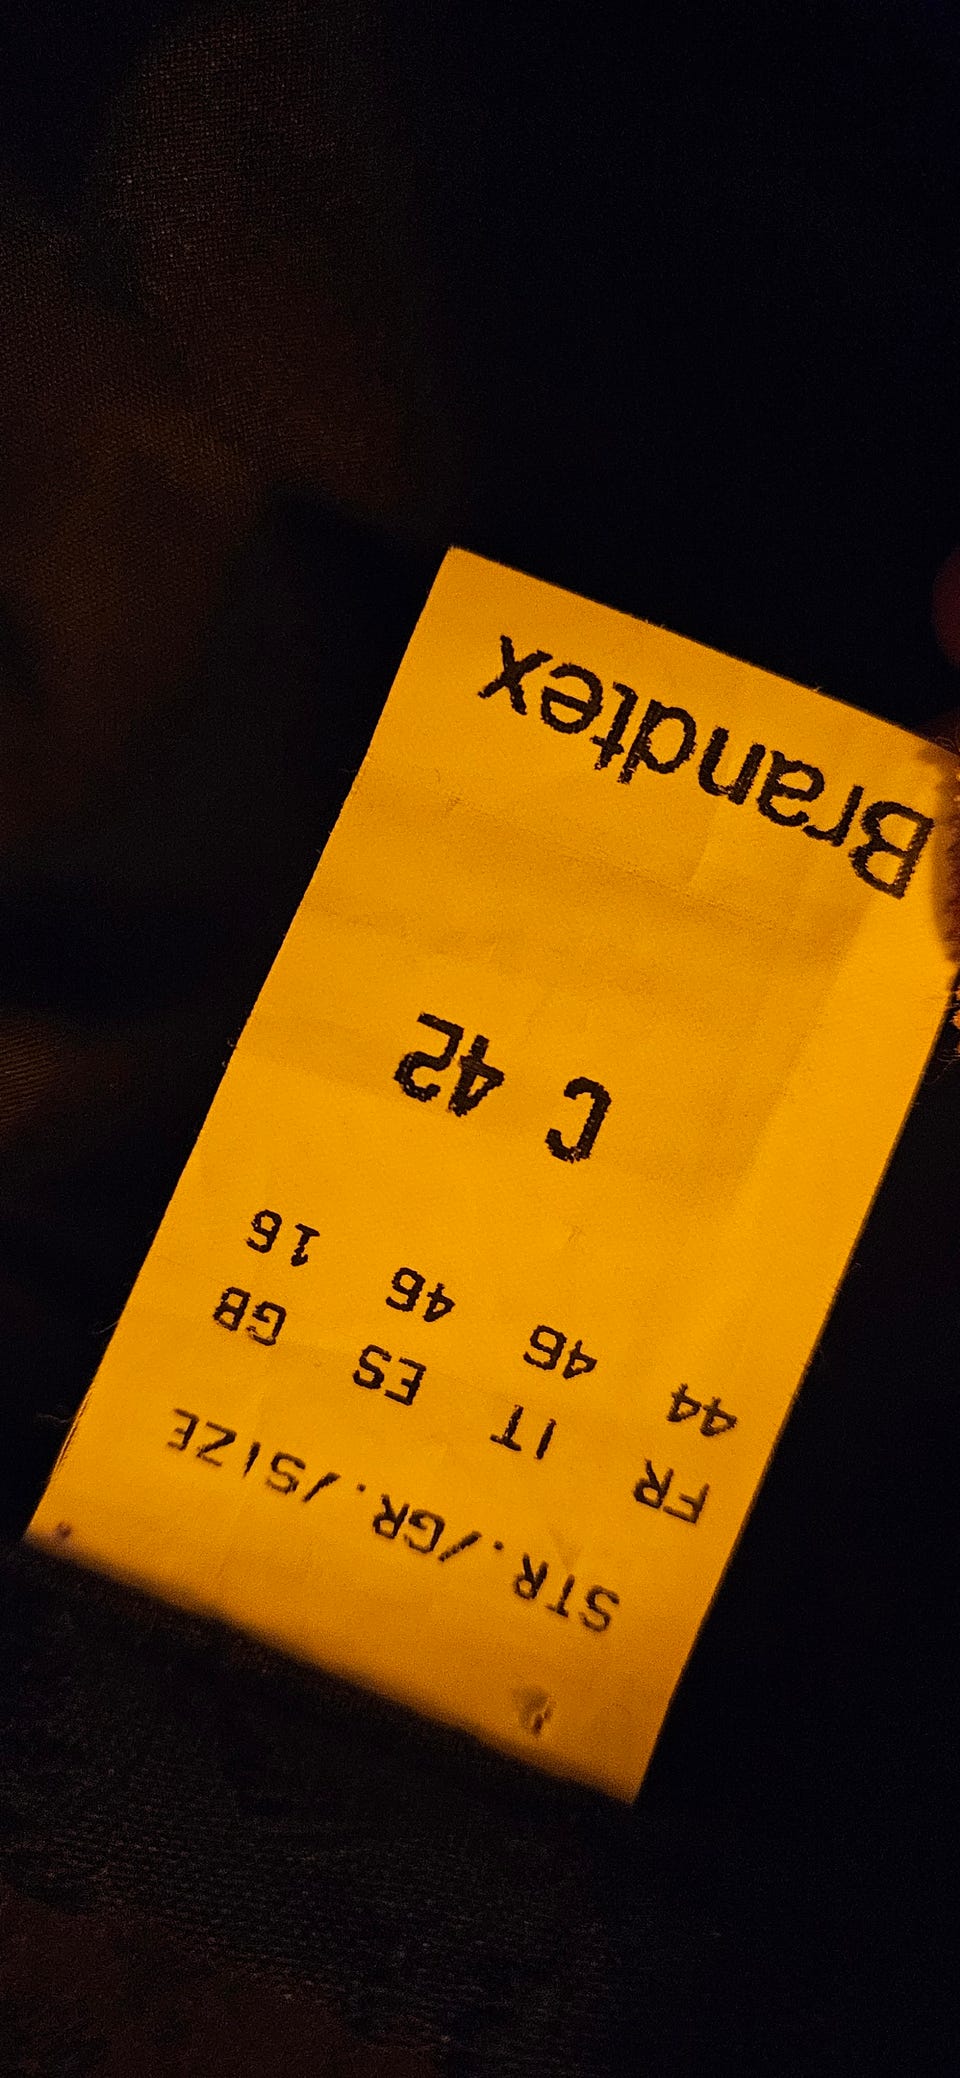 STR./GR./SIZE
FR IT ES GB
44 46 46 16
C 42
Brandtex